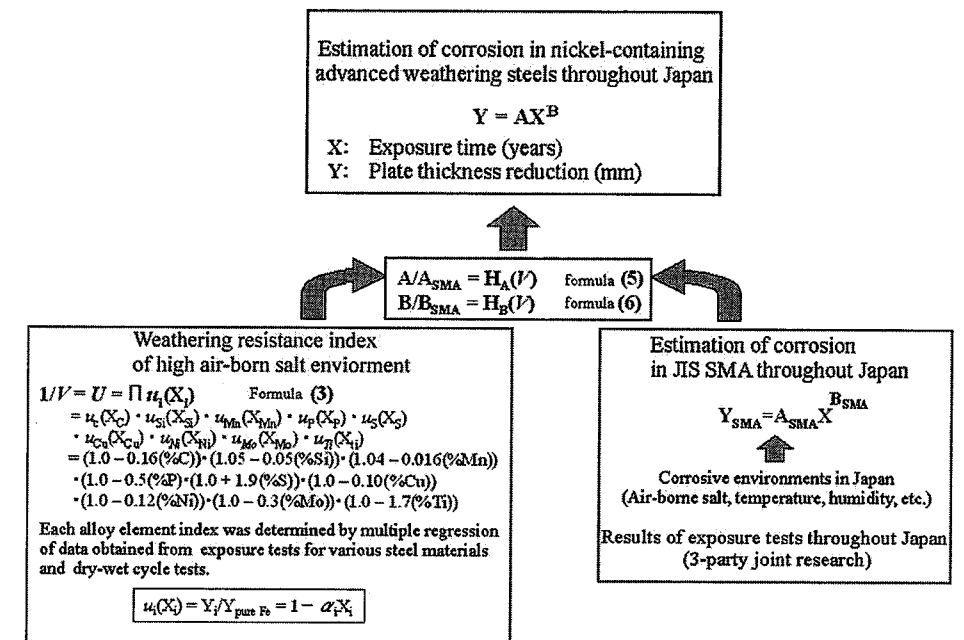 Estimation of corrosion in nickel-containing
advanced weathering steels throughout Japan
Y = AX^B
X: Exposure time (years)
Y: Plate thickness reduction (mm)
A/A_SMA = H_A(V) formula (5)
B/B_SMA = H_B(V) formula (6)
Weathering resistance index
of high air-born salt enviorment
1/V = U = Π u_i(X_i) Formula (3)
= u_c(X_C)・u_Si(X_Si)・u_Mn(X_Mn)・u_P(X_P)・u_S(X_S)
・u_Cu(X_Cu)・u_Ni(X_Ni)・u_Mo(X_Mo)・u_Ti(X_ti)
= (1.0 – 0.16(%C))・(1.05 – 0.05(%Si))・(1.04 – 0.016(%Mn)
・(1.0 – 0.5(%P)・(1.0 + 1.9(%S))・(1.0 – 0.10(%Cu))
・(1.0 – 0.12(%Ni))・(1.0 – 0.3(%Mo))・(1.0 – 1.7(%Ti))
Each alloy element index was determined by multiple regression
of data obtained from exposure tests for various steel materials
and dry-wet cycle tests.
u_i(X_i) = Y_i/Y_pure Fe = 1 – α_iX_i
Estimation of corrosion
in JIS SMA throughout Japan
Y_SMA=A_SMAX^B_SMA
Corrosive environments in Japan
(Air-borne salt, temperature, humidity, etc.)
Results of exposure tests throughout Japan
(3-party joint research)